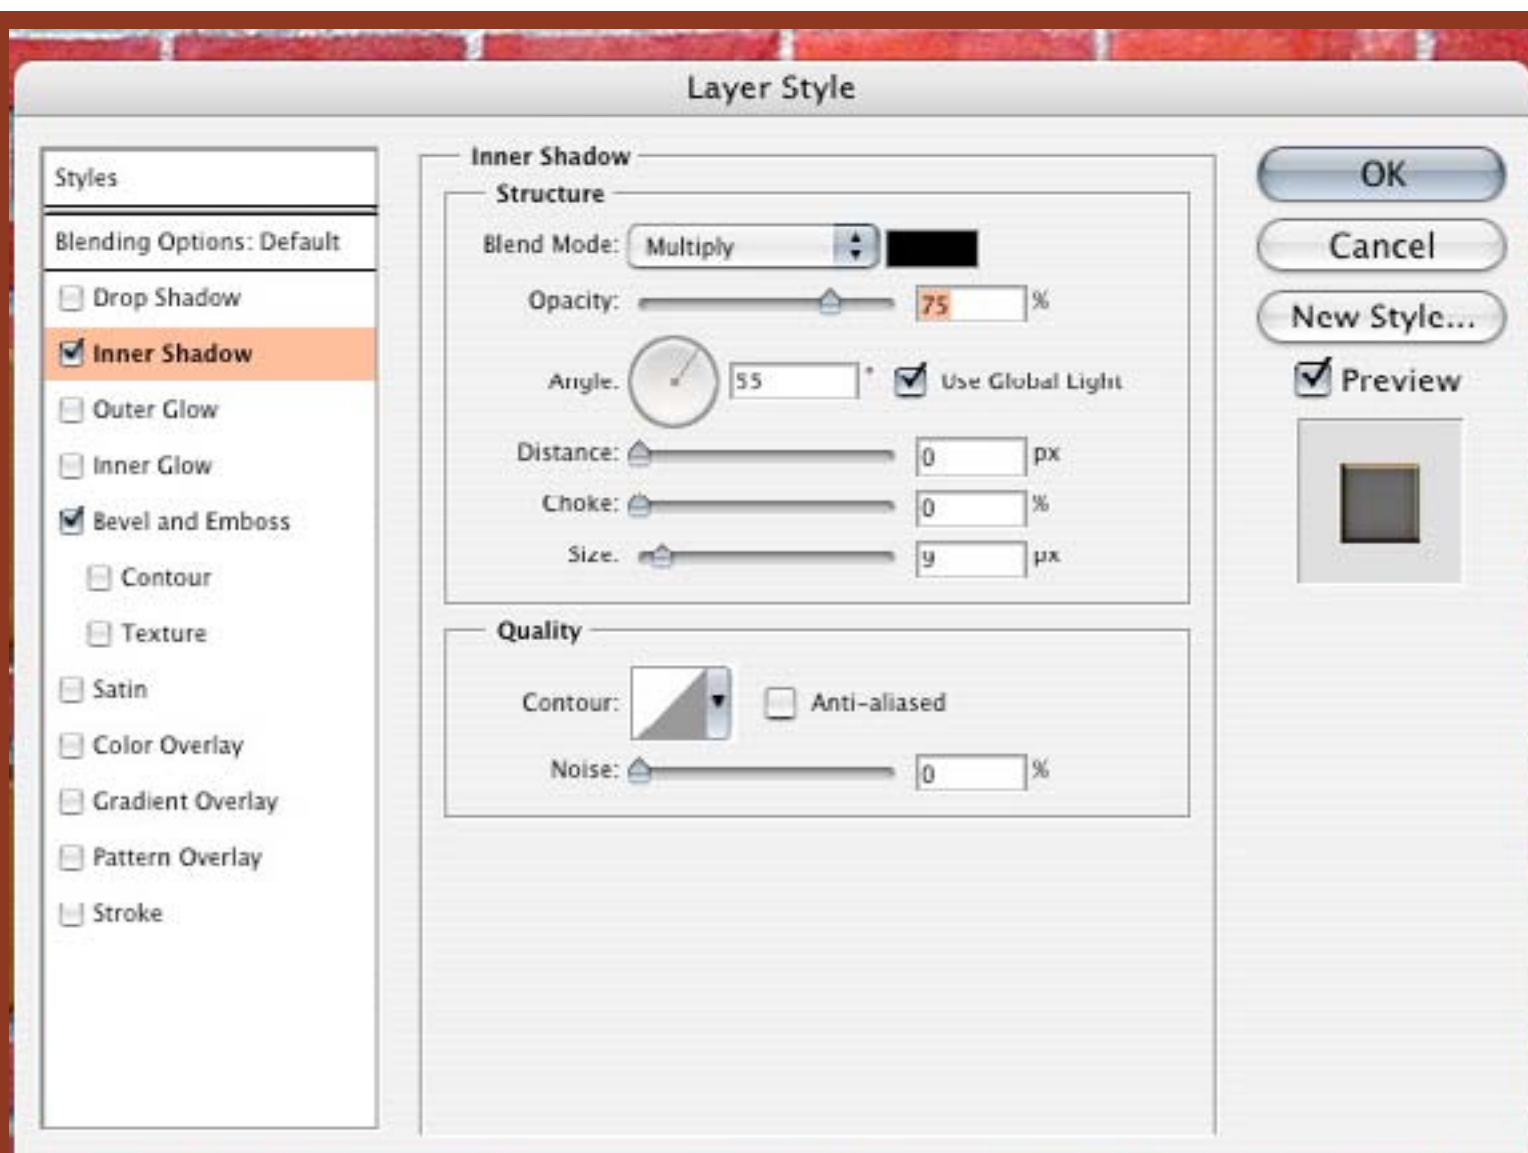 Layer Style
Styles
Blending Options: Default
Drop Shadow
Inner Shadow
Outer Glow
Inner Glow
Bevel and Emboss
Contour
Texture
Satin
Color Overlay
Gradient Overlay
Pattern Overlay
Stroke
Inner Shadow
Structure
Blend Mode: Multiply
Opacity: 75 %
Angle: 55 ° Use Global Light
Distance: 0 px
Choke: 0 %
Size: 9 px
Quality
Contour: Anti-aliased
Noise: 0 %
OK
Cancel
New Style...
Preview